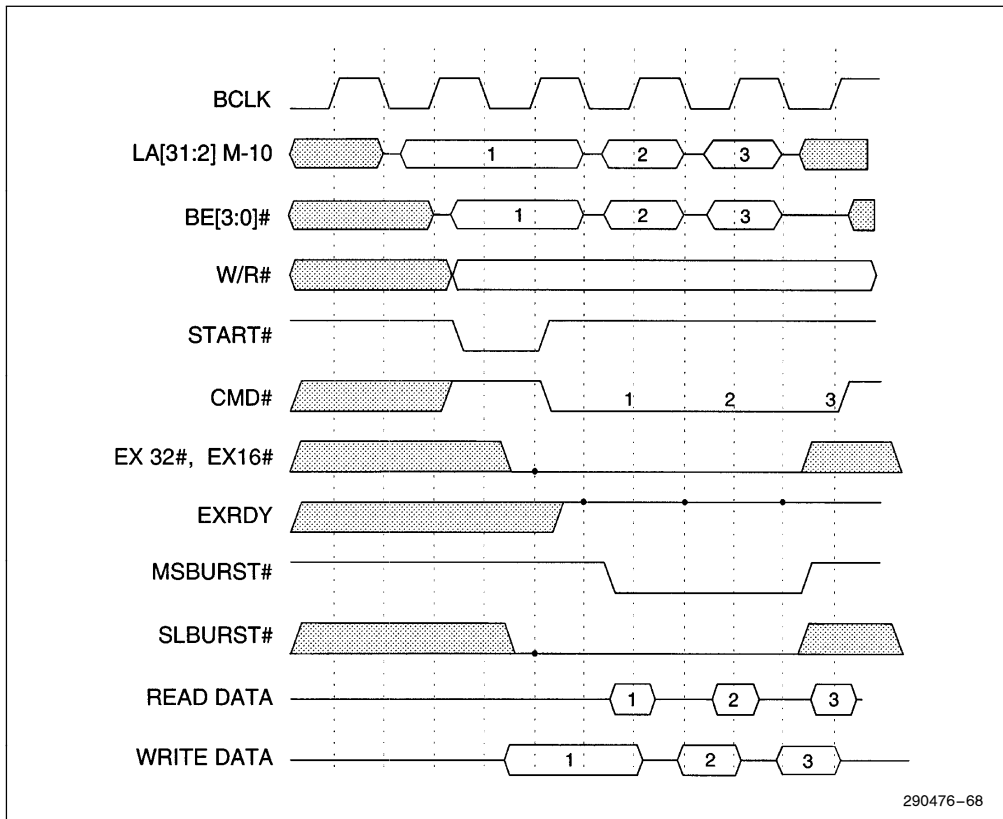 BCLK
LA[31:2] M-10 1 2 3
BE[3:0]# 1 2 3
W/R#
START#
CMD# 1 2 3
EX 32#, EX16#
EXRDY
MSBURST#
SLBURST#
READ DATA 1 2 3
WRITE DATA 1 2 3
290476-68